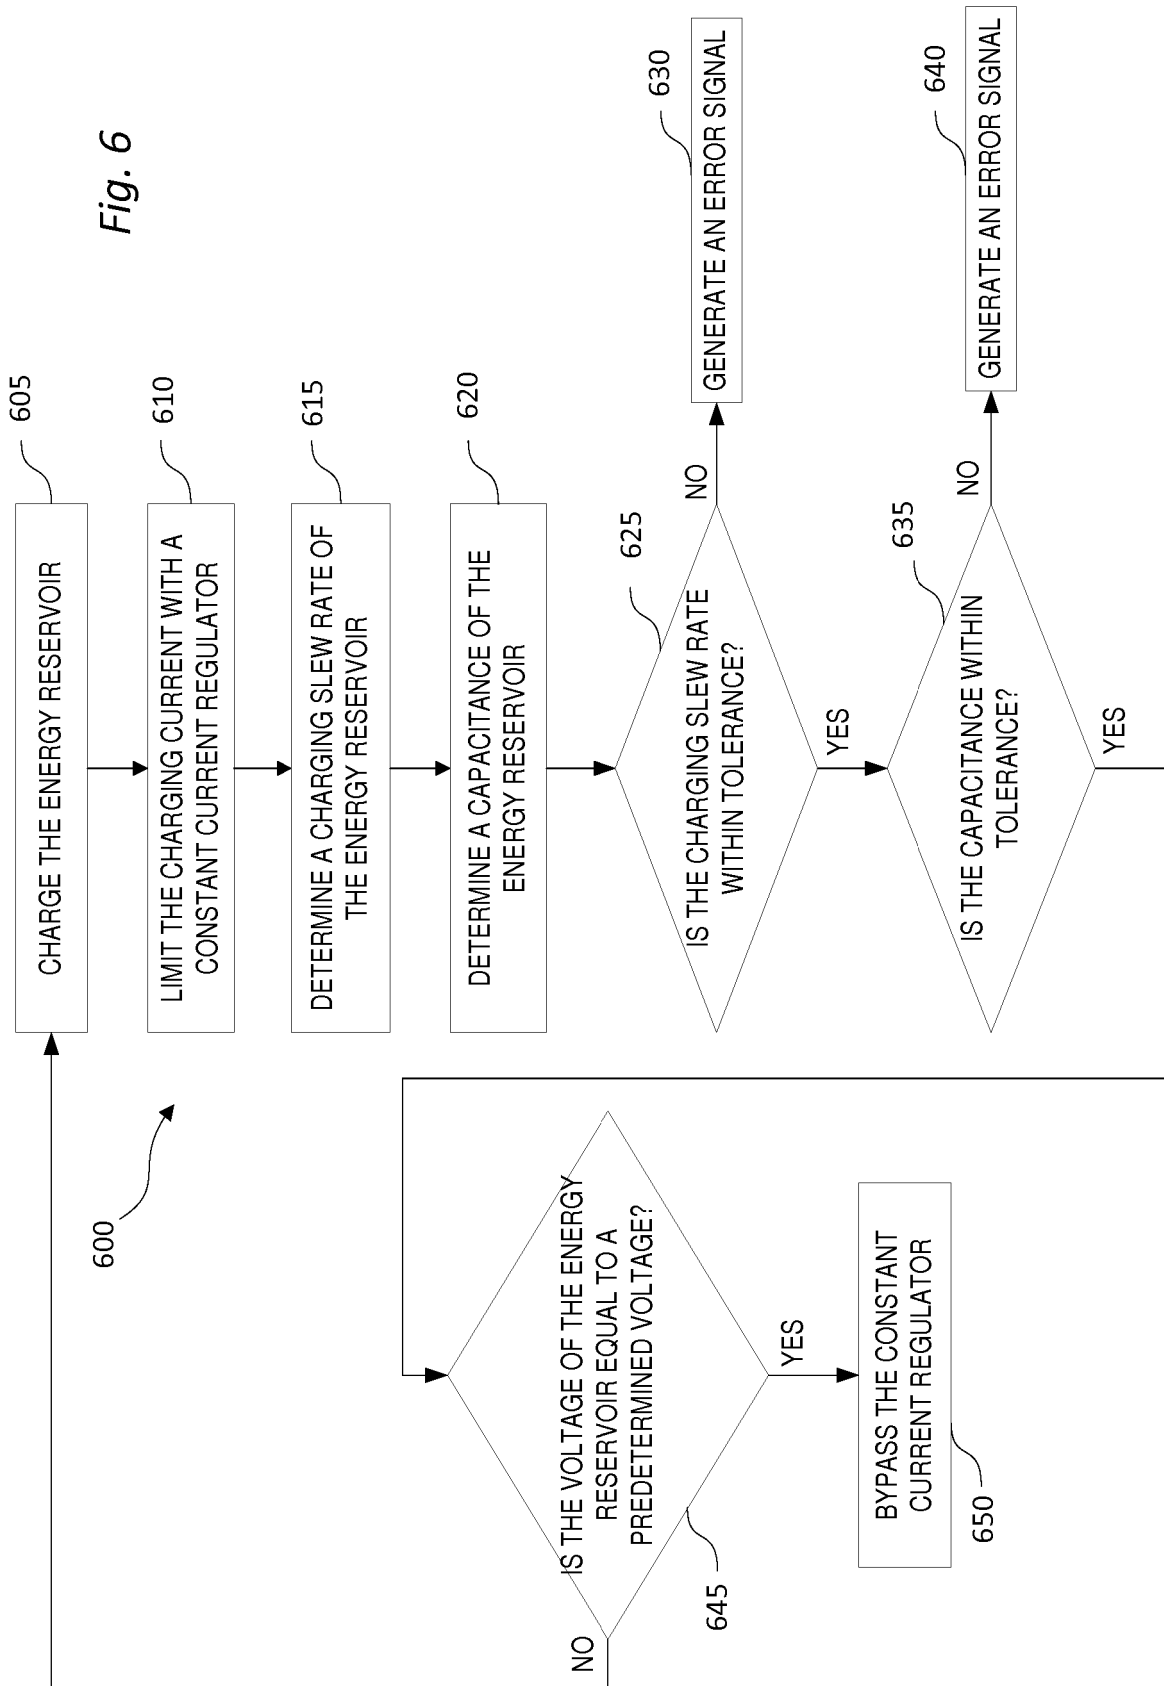 Fig. 6
600
CHARGE THE ENERGY RESERVOIR
605
LIMIT THE CHARGING CURRENT WITH A
CONSTANT CURRENT REGULATOR
610
DETERMINE A CHARGING SLEW RATE OF
THE ENERGY RESERVOIR
615
DETERMINE A CAPACITANCE OF THE
ENERGY RESERVOIR
620
IS THE CHARGING SLEW RATE
WITHIN TOLERANCE?
625
NO
GENERATE AN ERROR SIGNAL
630
YES
IS THE CAPACITANCE WITHIN
TOLERANCE?
635
NO
GENERATE AN ERROR SIGNAL
640
YES
IS THE VOLTAGE OF THE ENERGY
RESERVOIR EQUAL TO A
PREDETERMINED VOLTAGE?
645
NO
YES
BYPASS THE CONSTANT
CURRENT REGULATOR
650